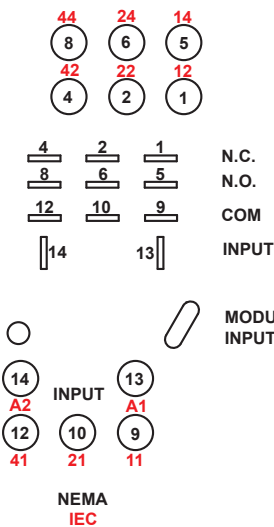 44 24 14
8 6 5
42 22 12
4 2 1
4 2 1 N.C.
8 6 5 N.O.
12 10 9 COM
14 13 INPUT
MODU
INPUT
14 INPUT 13
A2 A1
12 10 9
41 21 11
NEMA
IEC